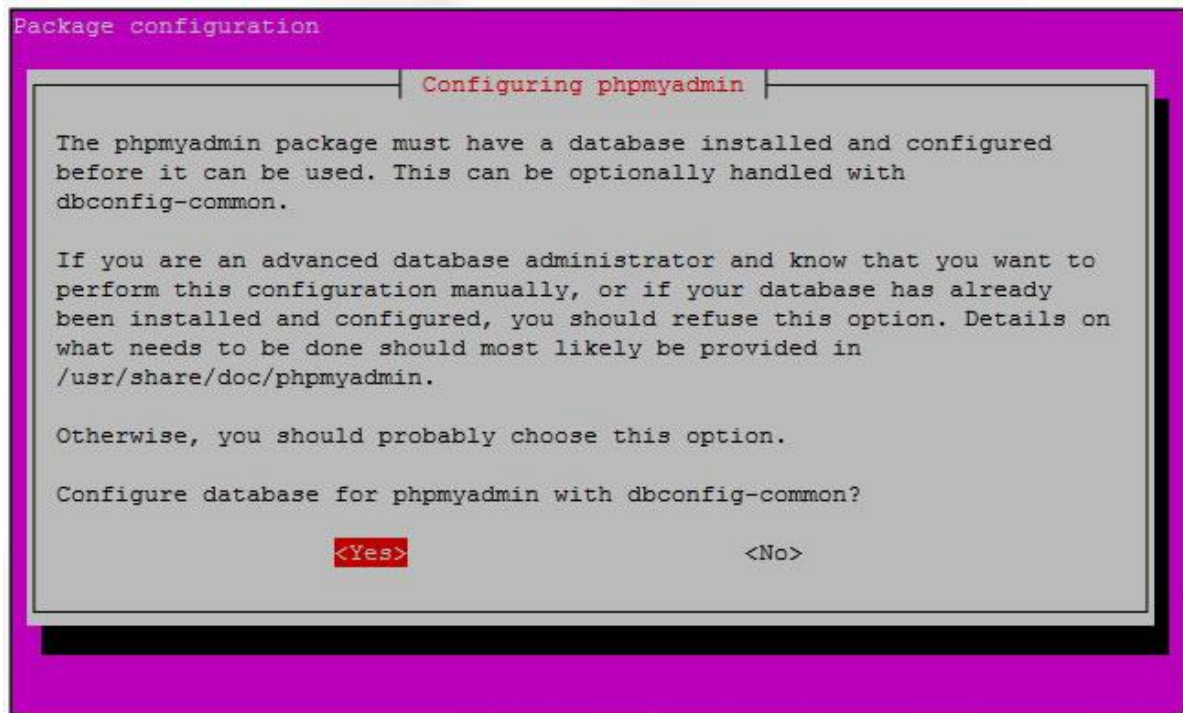 Package configuration
Configuring phpmyadmin
The phpmyadmin package must have a database installed and configured
before it can be used. This can be optionally handled with
dbconfig-common.
If you are an advanced database administrator and know that you want to
perform this configuration manually, or if your database has already
been installed and configured, you should refuse this option. Details on
what needs to be done should most likely be provided in
/usr/share/doc/phpmyadmin.
Otherwise, you should probably choose this option.
Configure database for phpmyadmin with dbconfig-common?
<Yes> <No>